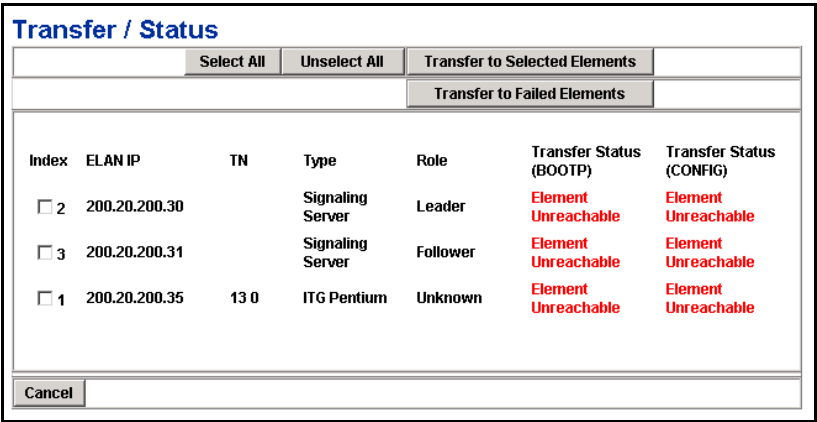 Transfer / Status
Select All Unselect All Transfer to Selected Elements
Transfer to Failed Elements
Index ELAN IP TN Type Role Transfer Status (BOOTP) Transfer Status (CONFIG)
2 200.20.200.30 Signaling Server Leader Element Unreachable Element Unreachable
3 200.20.200.31 Signaling Server Follower Element Unreachable Element Unreachable
1 200.20.200.35 13 0 ITG Pentium Unknown Element Unreachable Element Unreachable
Cancel